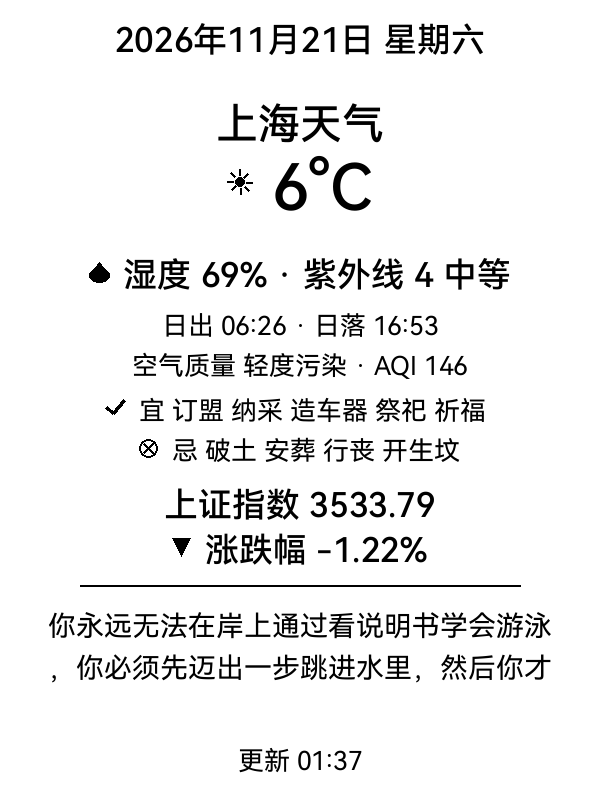 2026年11月21日 星期六
上海天气
6°C
湿度 69% · 紫外线 4 中等
日出 06:26 · 日落 16:53
空气质量 轻度污染 · AQI 146
宜 订盟 纳采 造车器 祭祀 祈福
忌 破土 安葬 行丧 开生坟
上证指数 3533.79
▼ 涨跌幅 -1.22%
你永远无法在岸上通过看说明书学会游泳
，你必须先迈出一步跳进水里，然后你才
更新 01:37